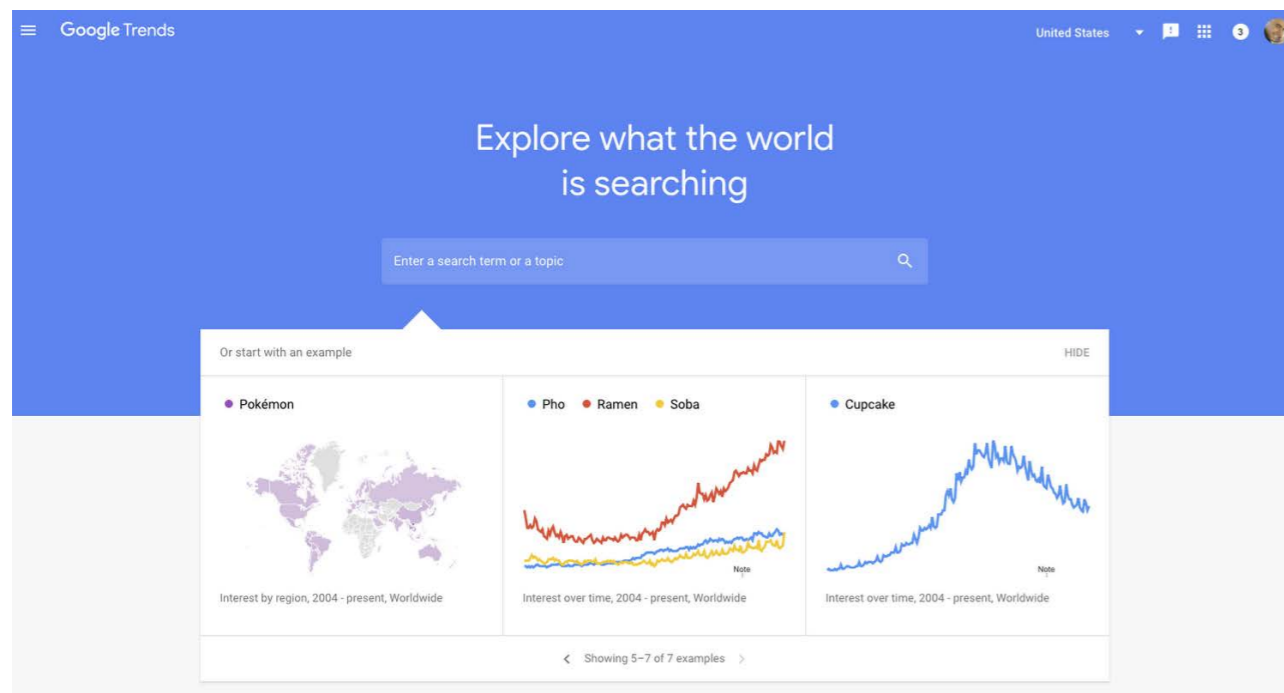 Google Trends
United States
3
Explore what the world
is searching
Enter a search term or a topic
Or start with an example
HIDE
Pokémon
Interest by region, 2004 - present, Worldwide
Pho Ramen Soba
Note
Interest over time, 2004 - present, Worldwide
Cupcake
Note
Interest over time, 2004 - present, Worldwide
Showing 5–7 of 7 examples